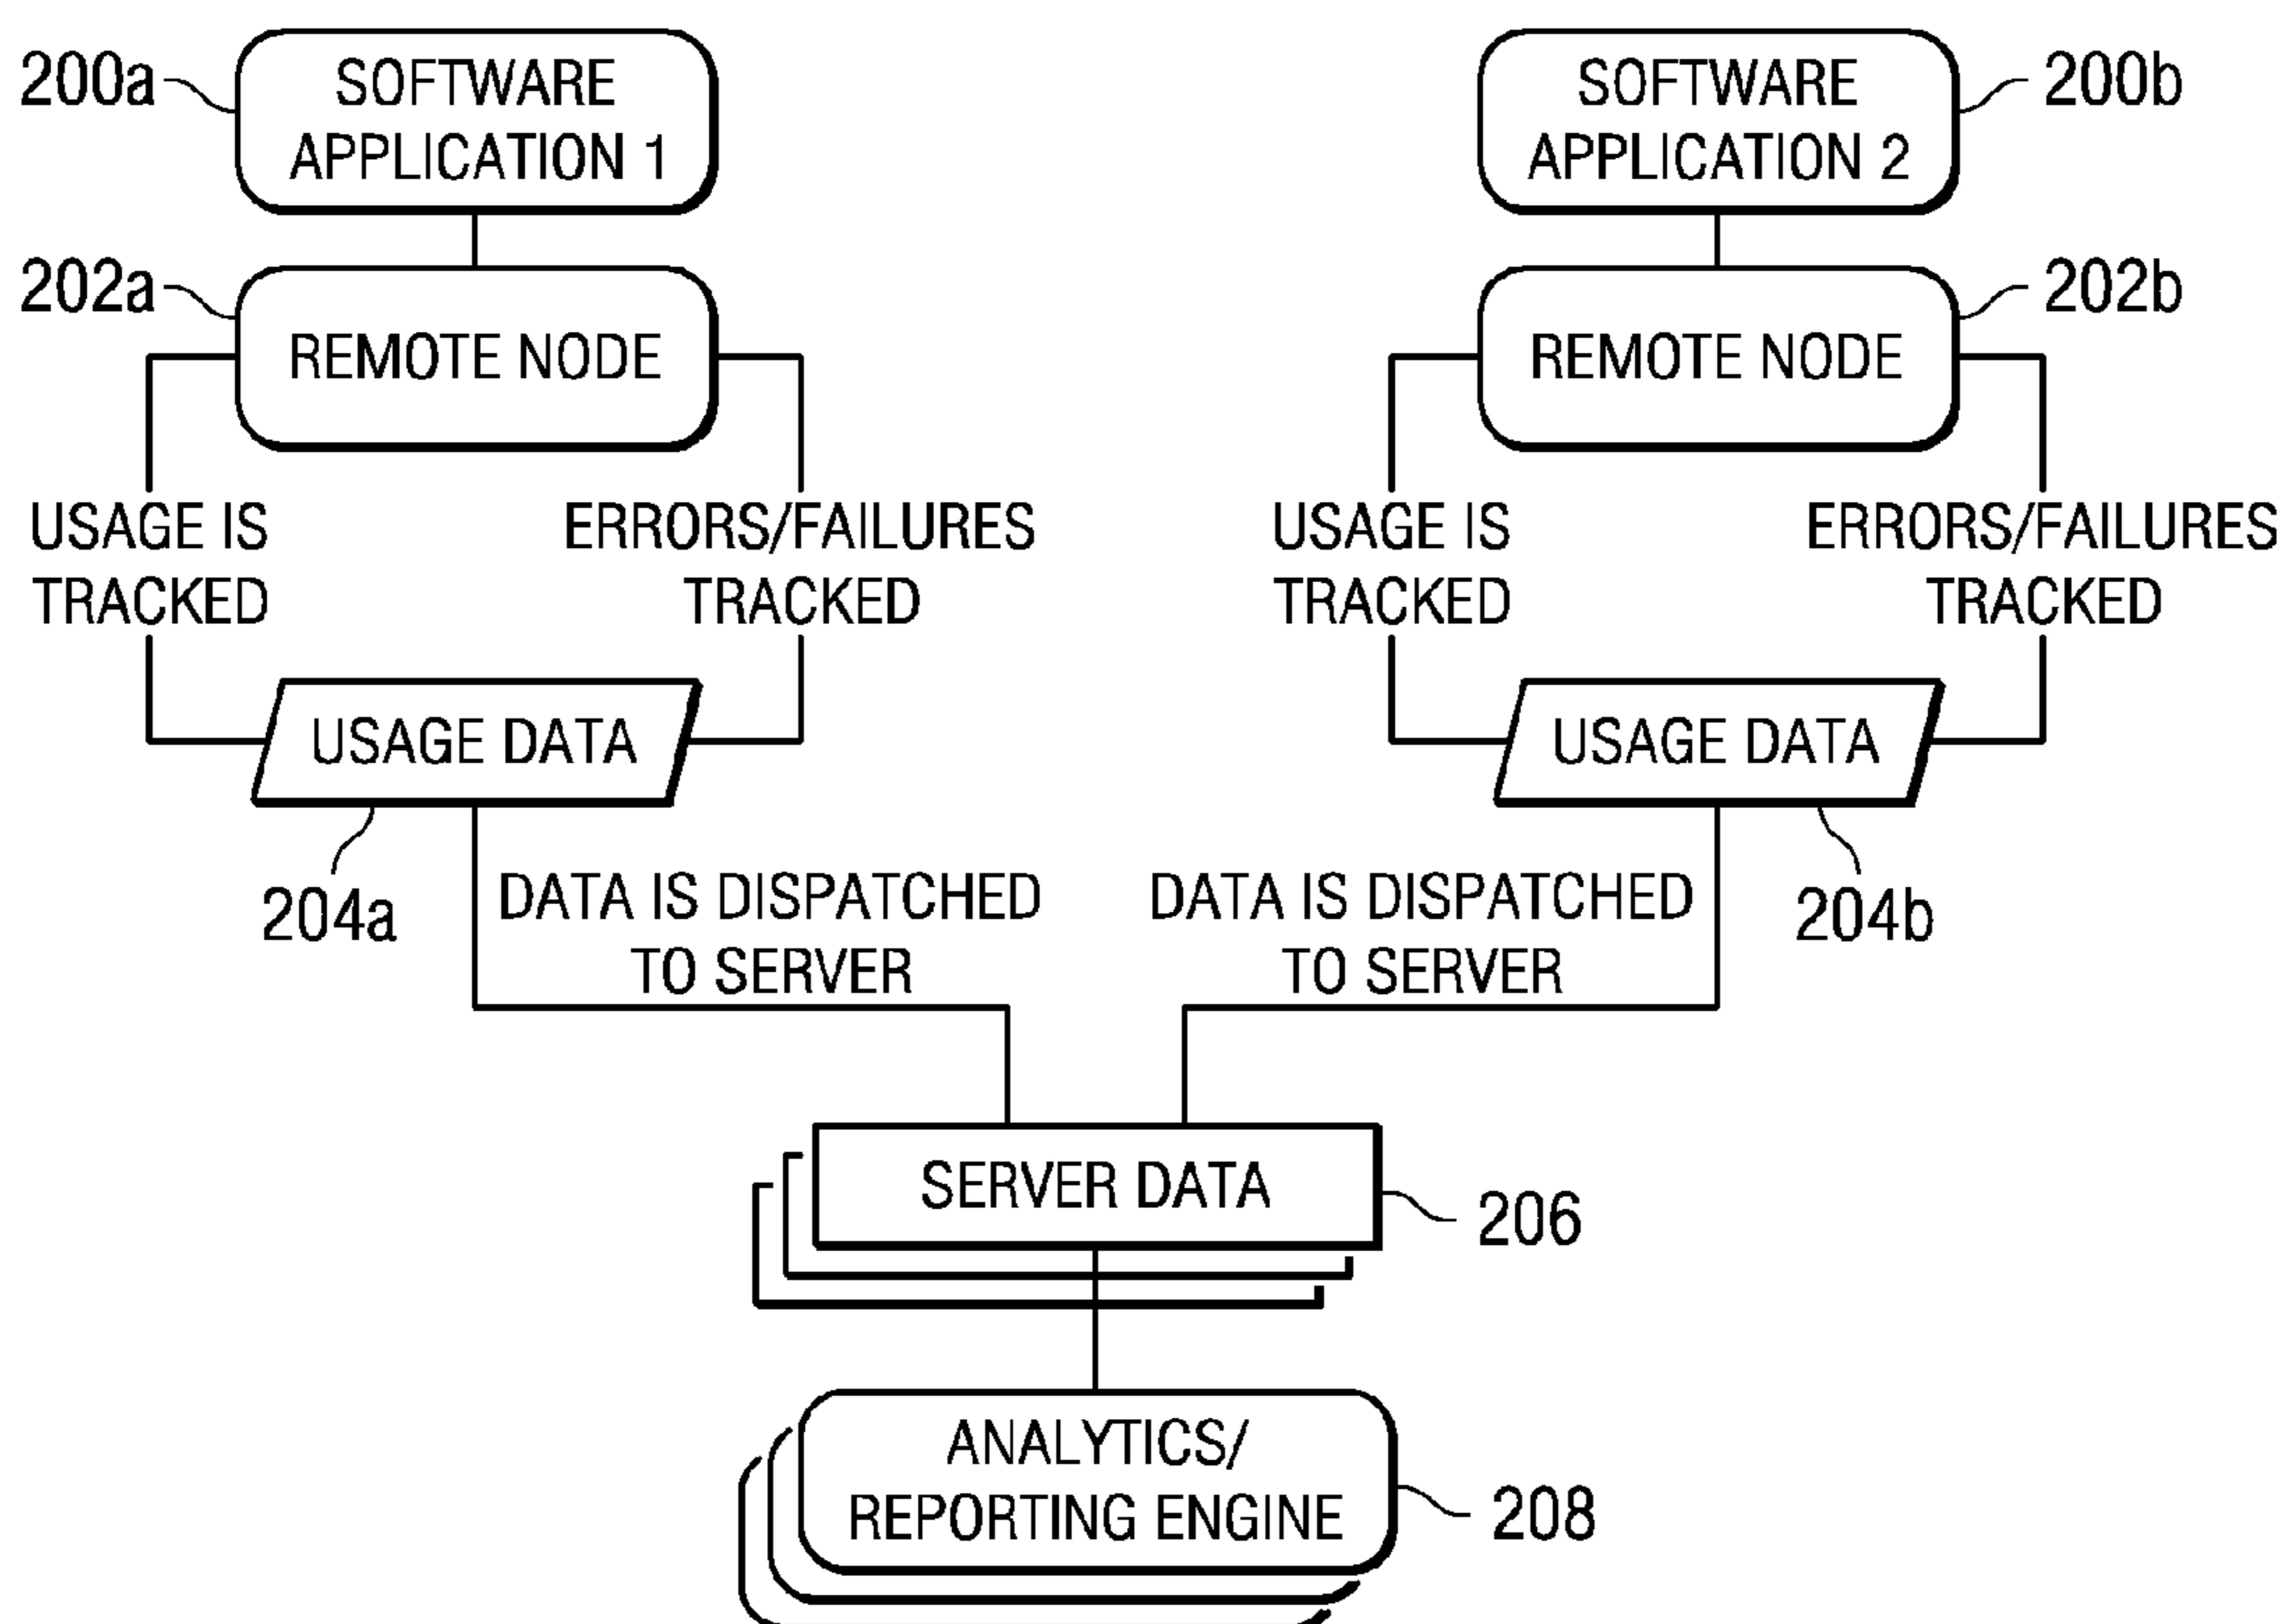 200a
SOFTWARE
APPLICATION 1
SOFTWARE
APPLICATION 2
200b
202a
REMOTE NODE
REMOTE NODE
202b
USAGE IS
TRACKED
ERRORS/FAILURES
TRACKED
USAGE IS
TRACKED
ERRORS/FAILURES
TRACKED
USAGE DATA
USAGE DATA
204a
DATA IS DISPATCHED
TO SERVER
DATA IS DISPATCHED
TO SERVER
204b
SERVER DATA
206
ANALYTICS/
REPORTING ENGINE
208